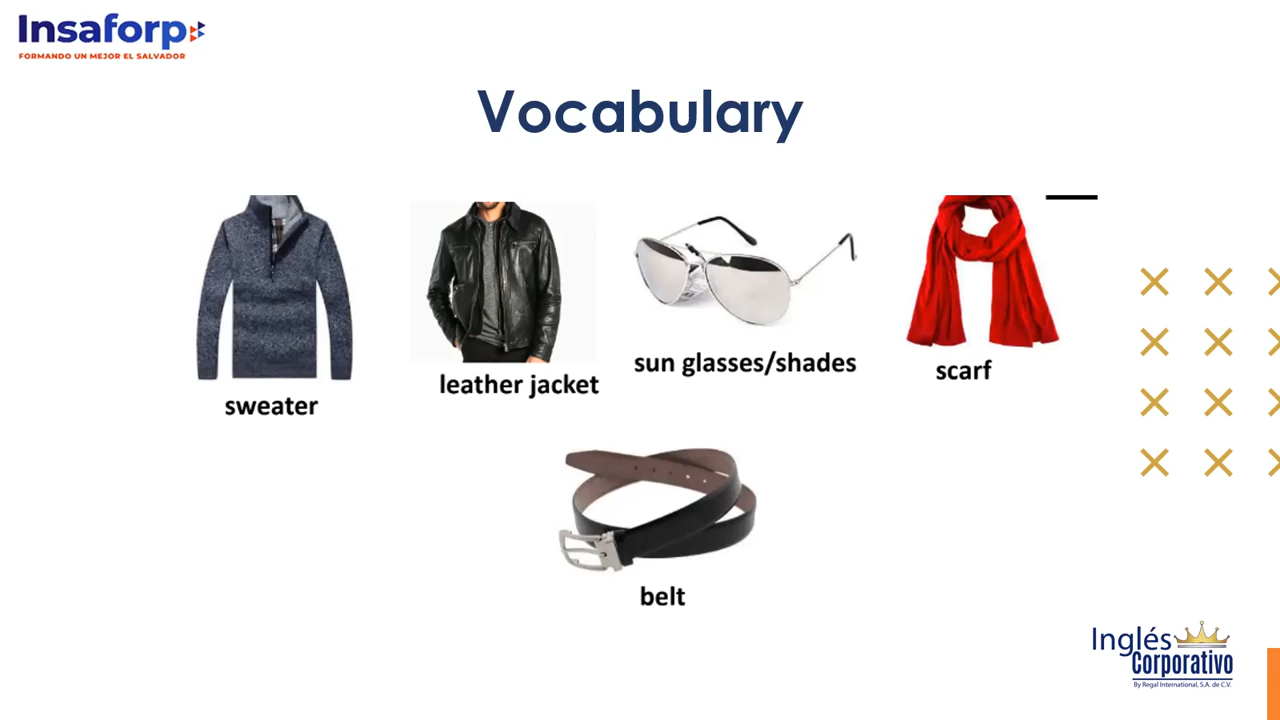 Insaforp
FORMANDO UN MEJOR EL SALVADOR
Vocabulary
sweater
leather jacket
sun glasses/shades
scarf
belt
Inglés
Corporativo
By Regal International, S.A. de C.V.